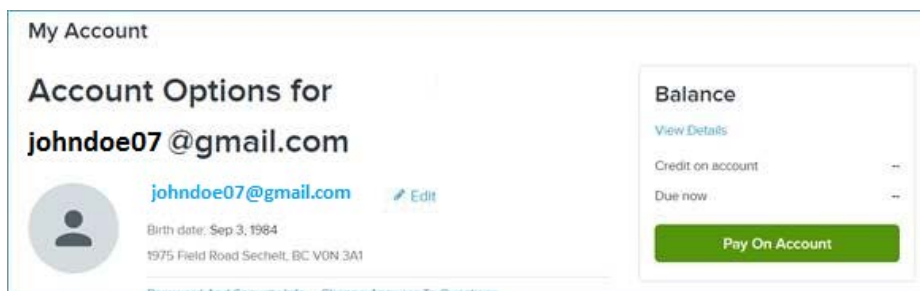 My Account
Account Options for
johndoe07 @gmail.com
johndoe07@gmail.com Edit
Birth date: Sep 3, 1984
1975 Field Road Sechelt, BC V0N 3A1
Balance
View Details
Credit on account --
Due now --
Pay On Account